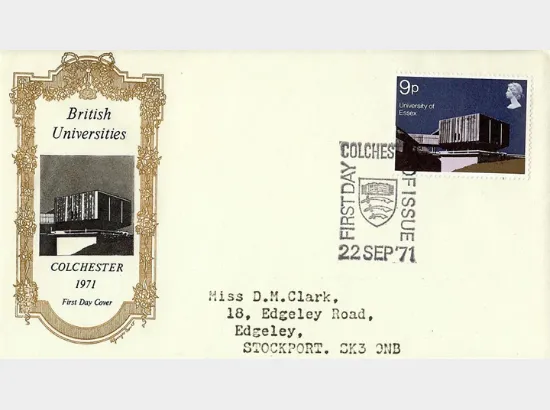 British
Universities
COLCHESTER
1971
First Day Cover
9p
University of
Essex
COLCHES
FIRST DAY
OF ISSUE
22 SEP '71
Miss D.M.Clark,
18, Edgeley Road,
Edgeley,
STOCKPORT. SK3 9NB